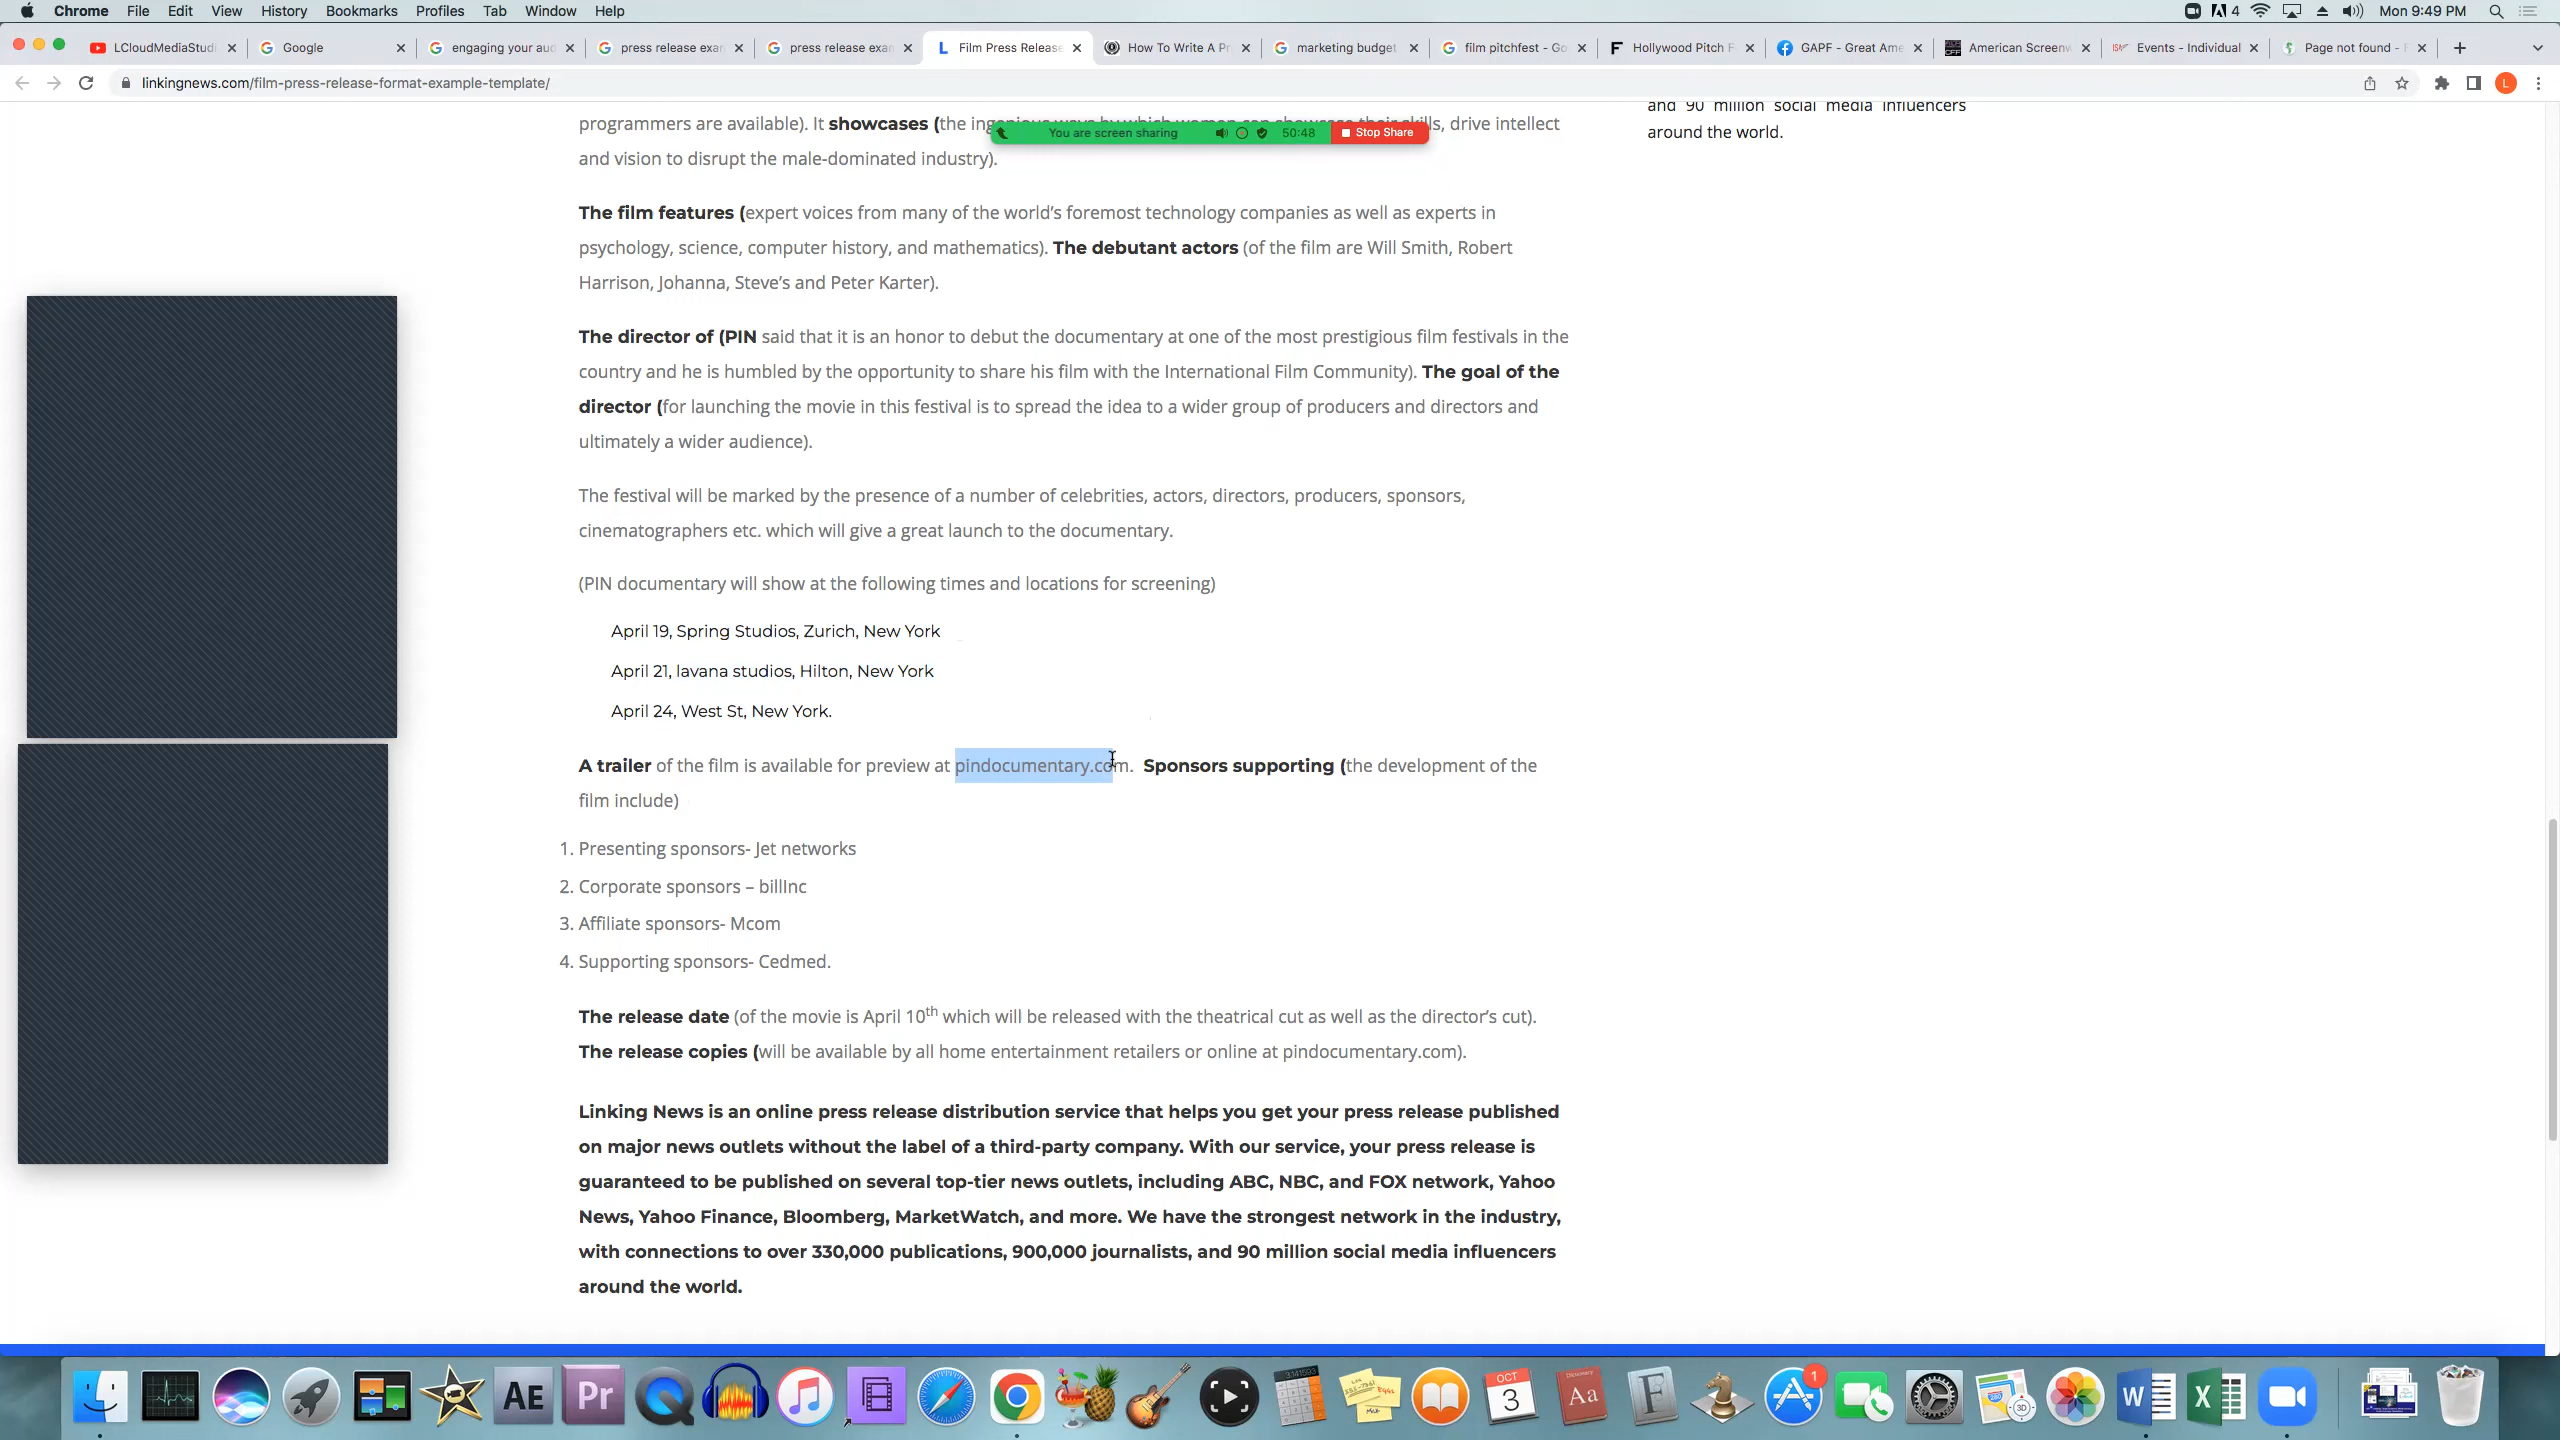 Chrome File Edit View History Bookmarks Profiles Tab Window Help
4 Mon 9:49 PM
LCloudMediaStudi
Google
engaging your aud
press release exam
press release exam
Film Press Release
How To Write A Pr
marketing budget
film pitchfest - Go
Hollywood Pitch F
GAPF - Great Ame
American Screenw
Events - Individual
Page not found -
linkingnews.com/film-press-release-format-example-template/
L
and 90 million social media influencers
around the world.
You are screen sharing 50:48 Stop Share
programmers are available). It showcases (the ingenious ways by which women can showcase their skills, drive intellect
and vision to disrupt the male-dominated industry).
The film features (expert voices from many of the world's foremost technology companies as well as experts in
psychology, science, computer history, and mathematics). The debutant actors (of the film are Will Smith, Robert
Harrison, Johanna, Steve's and Peter Karter).
The director of (PIN said that it is an honor to debut the documentary at one of the most prestigious film festivals in the
country and he is humbled by the opportunity to share his film with the International Film Community). The goal of the
director (for launching the movie in this festival is to spread the idea to a wider group of producers and directors and
ultimately a wider audience).
The festival will be marked by the presence of a number of celebrities, actors, directors, producers, sponsors,
cinematographers etc. which will give a great launch to the documentary.
(PIN documentary will show at the following times and locations for screening)
April 19, Spring Studios, Zurich, New York
April 21, lavana studios, Hilton, New York
April 24, West St, New York.
A trailer of the film is available for preview at pindocumentary.com. Sponsors supporting (the development of the
film include)
1. Presenting sponsors- Jet networks
2. Corporate sponsors – billInc
3. Affiliate sponsors- Mcom
4. Supporting sponsors- Cedmed.
The release date (of the movie is April 10th which will be released with the theatrical cut as well as the director's cut).
The release copies (will be available by all home entertainment retailers or online at pindocumentary.com).
Linking News is an online press release distribution service that helps you get your press release published
on major news outlets without the label of a third-party company. With our service, your press release is
guaranteed to be published on several top-tier news outlets, including ABC, NBC, and FOX network, Yahoo
News, Yahoo Finance, Bloomberg, MarketWatch, and more. We have the strongest network in the industry,
with connections to over 330,000 publications, 900,000 journalists, and 90 million social media influencers
around the world.
AE
Pr
OCT
3
Aa
F
1
3D
W
X